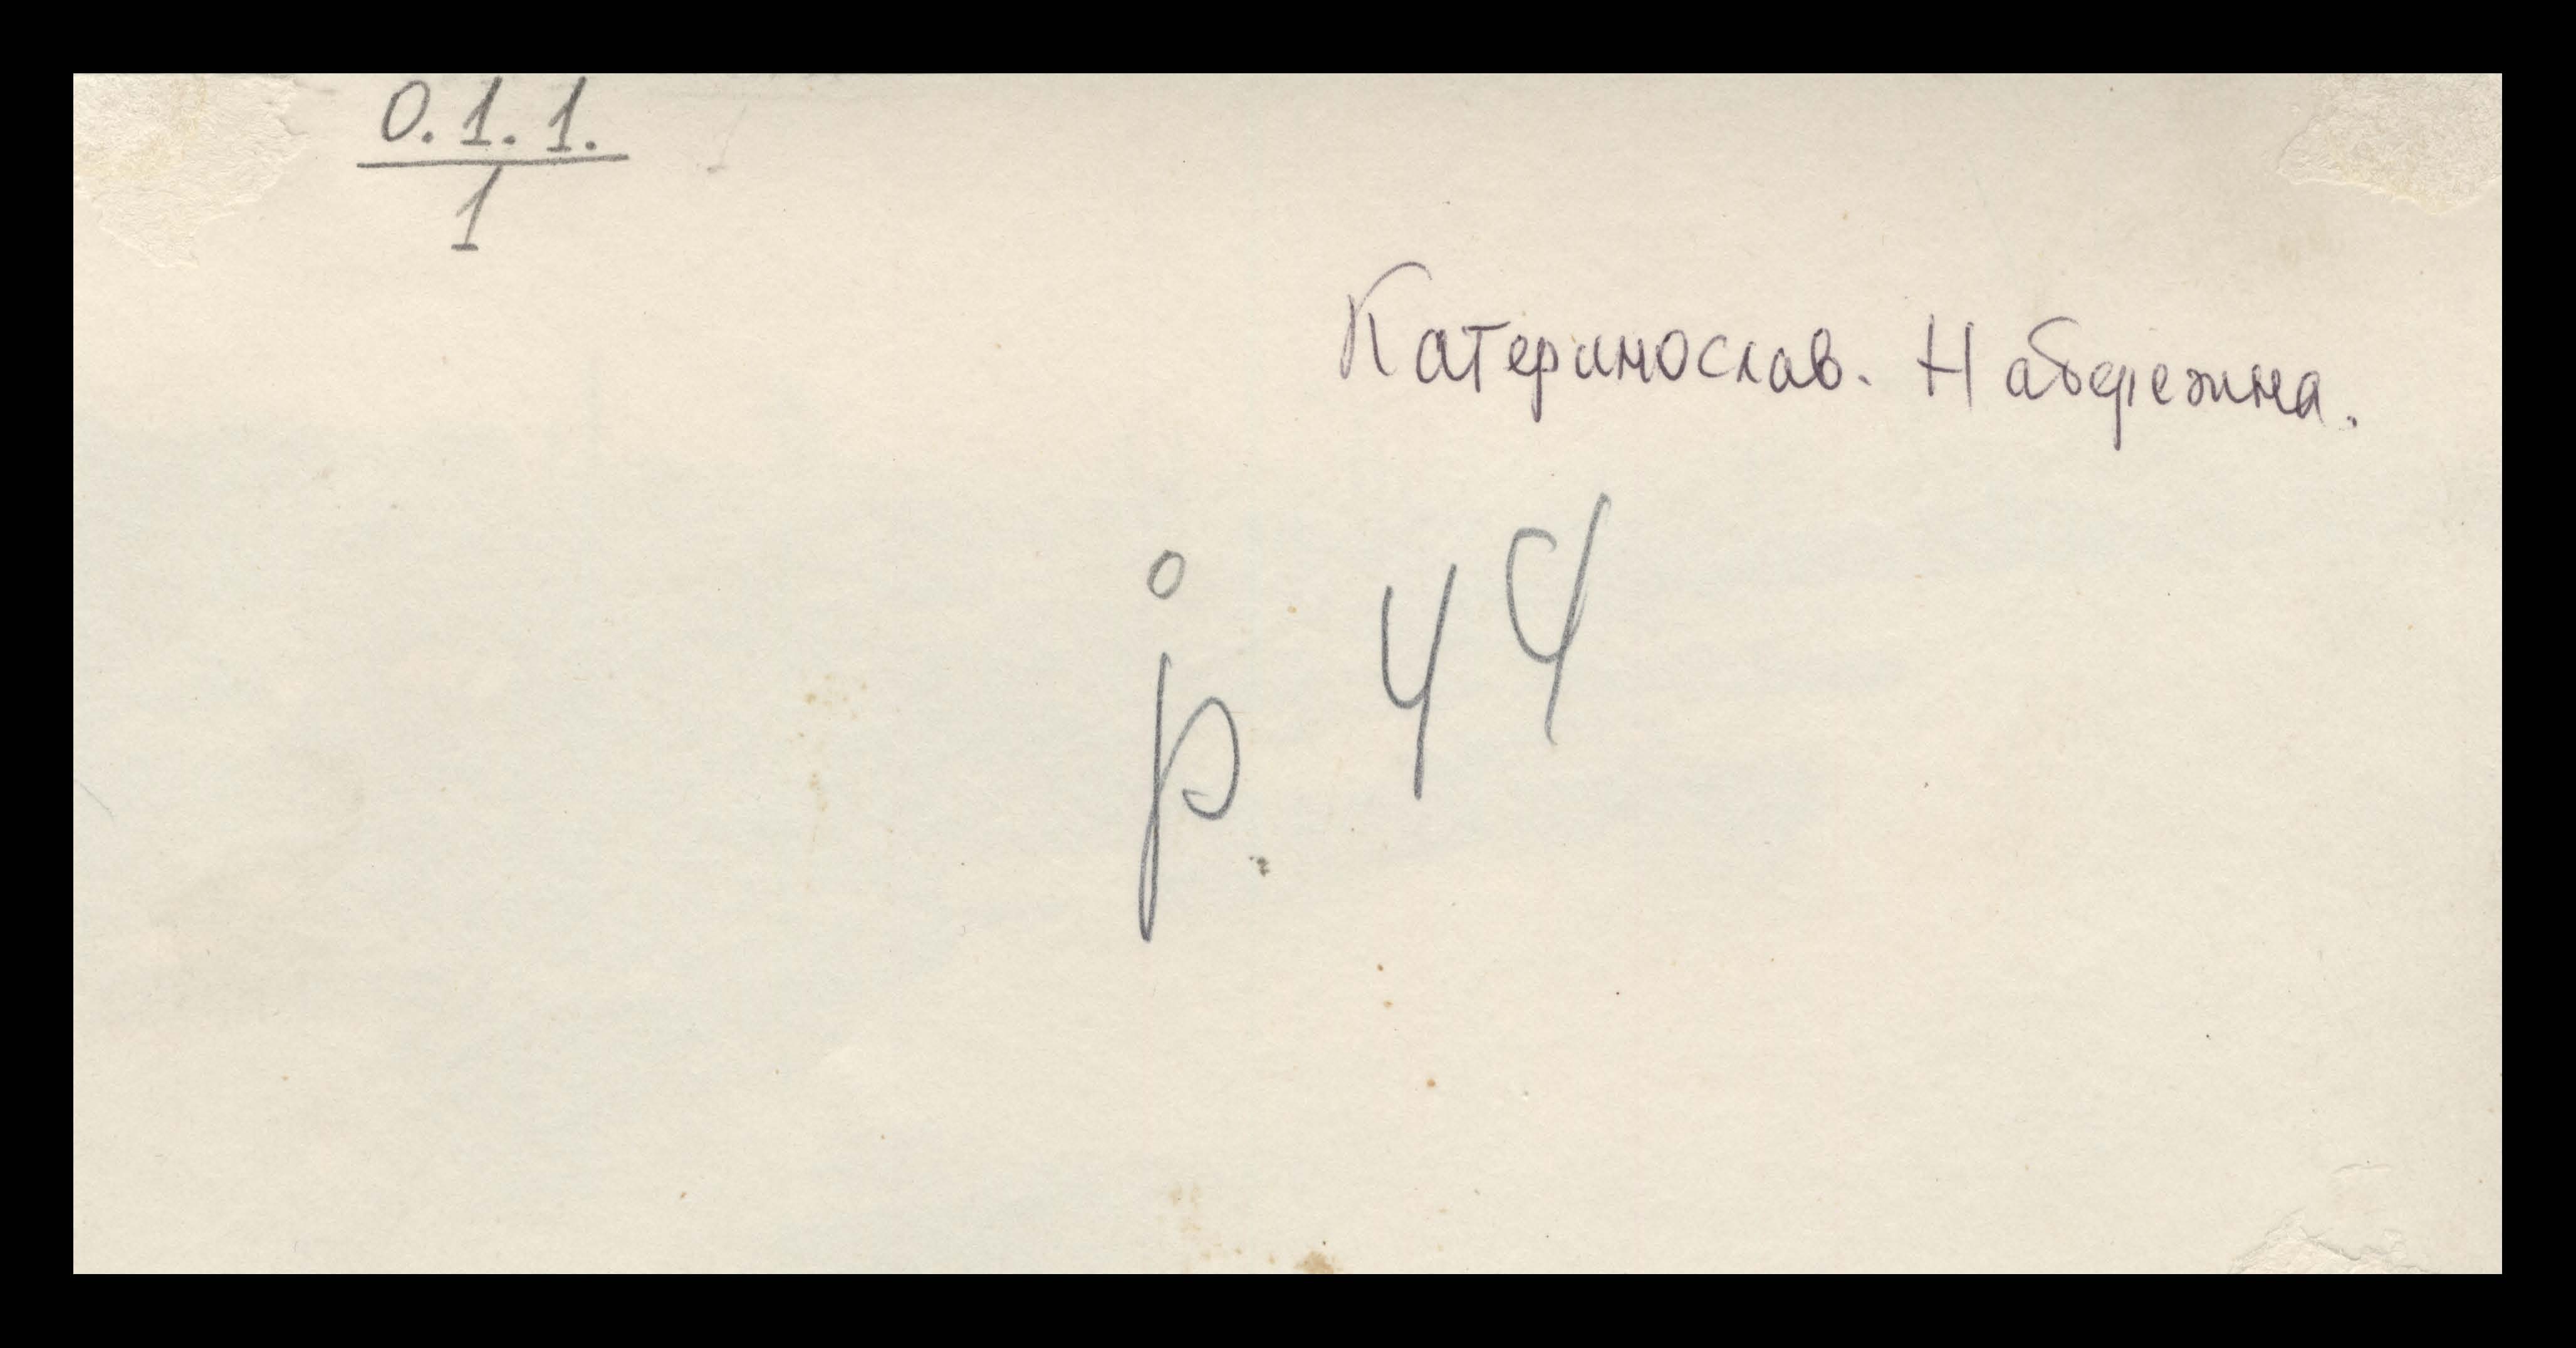 0.1.1.
1
Катеринослав. Набережна.
р. 44